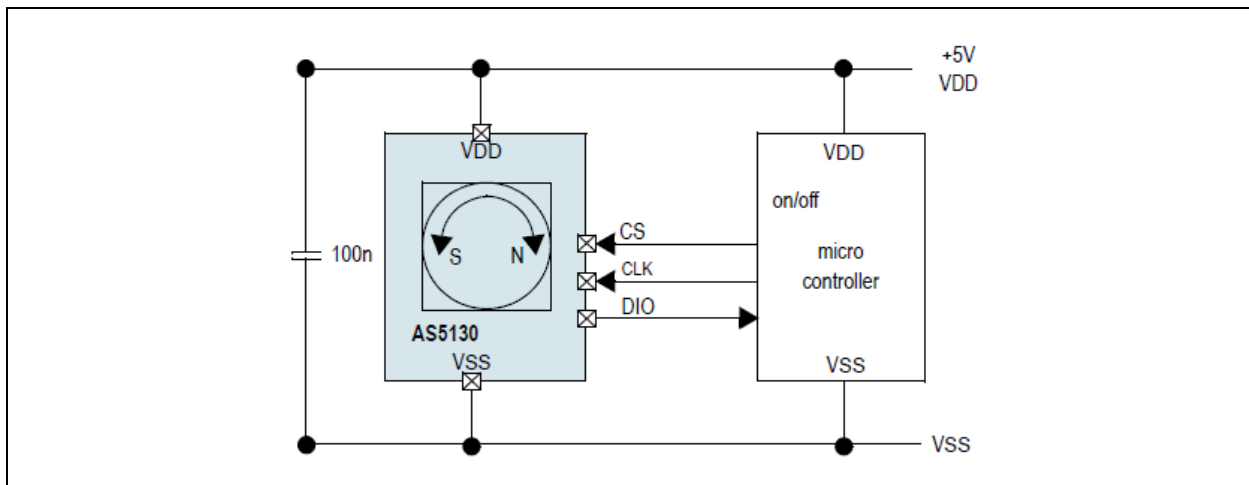 +5V
VDD
VDD
VDD
on/off
CS
100n
S
N
micro
controller
CLK
DIO
AS5130
VSS
VSS
VSS